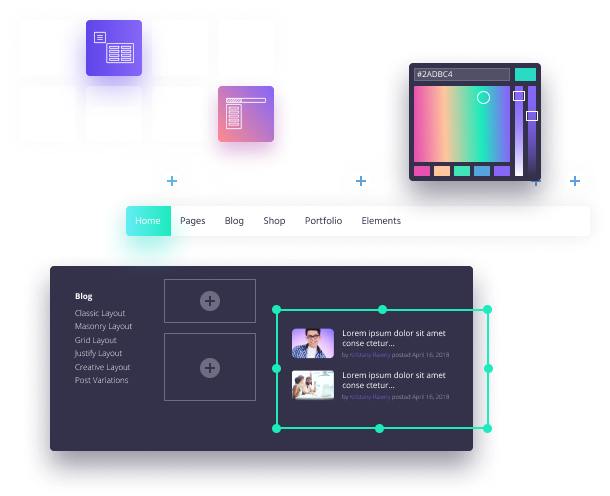 #2ADBC4
Home Pages Blog Shop Portfolio Elements
Blog
Classic Layout
Masonry Layout
Grid Layout
Justify Layout
Creative Layout
Post Variations
Lorem ipsum dolor sit amet
conse ctetur...
by Kristany Rawny posted April 16, 2018
Lorem ipsum dolor sit amet
conse ctetur...
by Kristany Rawny posted April 16, 2018